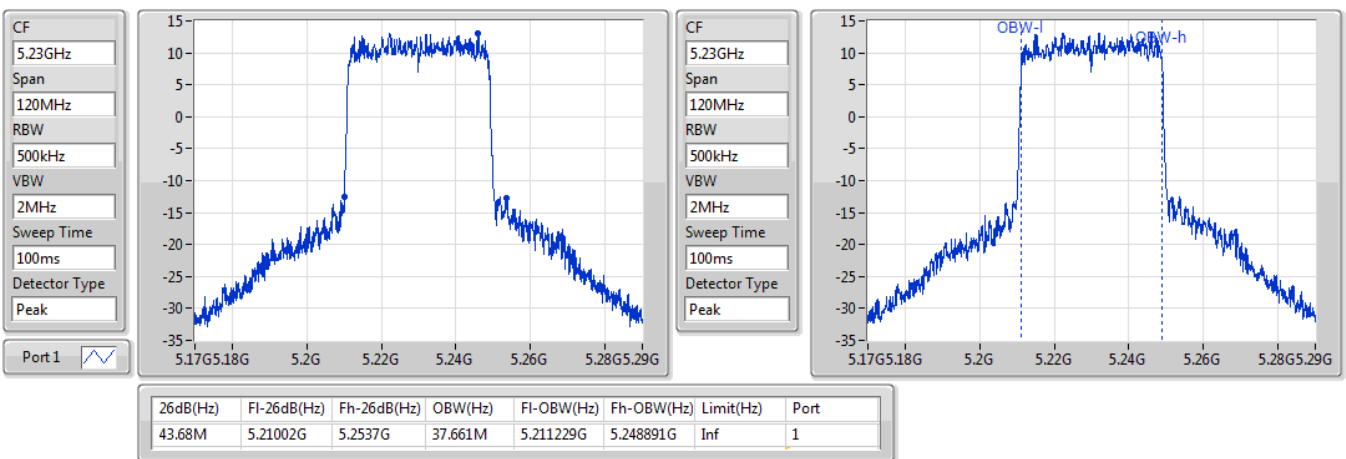 CF
5.23GHz
Span
120MHz
RBW
500kHz
VBW
2MHz
Sweep Time
100ms
Detector Type
Peak
Port 1
15
10
5
0
-5
-10
-15
-20
-25
-30
-35
5.17G5.18G 5.2G 5.22G 5.24G 5.26G 5.28G5.29G
CF
5.23GHz
Span
120MHz
RBW
500kHz
VBW
2MHz
Sweep Time
100ms
Detector Type
Peak
OBW-l
OBW-h
15
10
5
0
-5
-10
-15
-20
-25
-30
-35
5.17G5.18G 5.2G 5.22G 5.24G 5.26G 5.28G5.29G
26dB(Hz) Fl-26dB(Hz) Fh-26dB(Hz) OBW(Hz) Fl-OBW(Hz) Fh-OBW(Hz) Limit(Hz) Port
43.68M 5.21002G 5.2537G 37.661M 5.211229G 5.248891G Inf 1